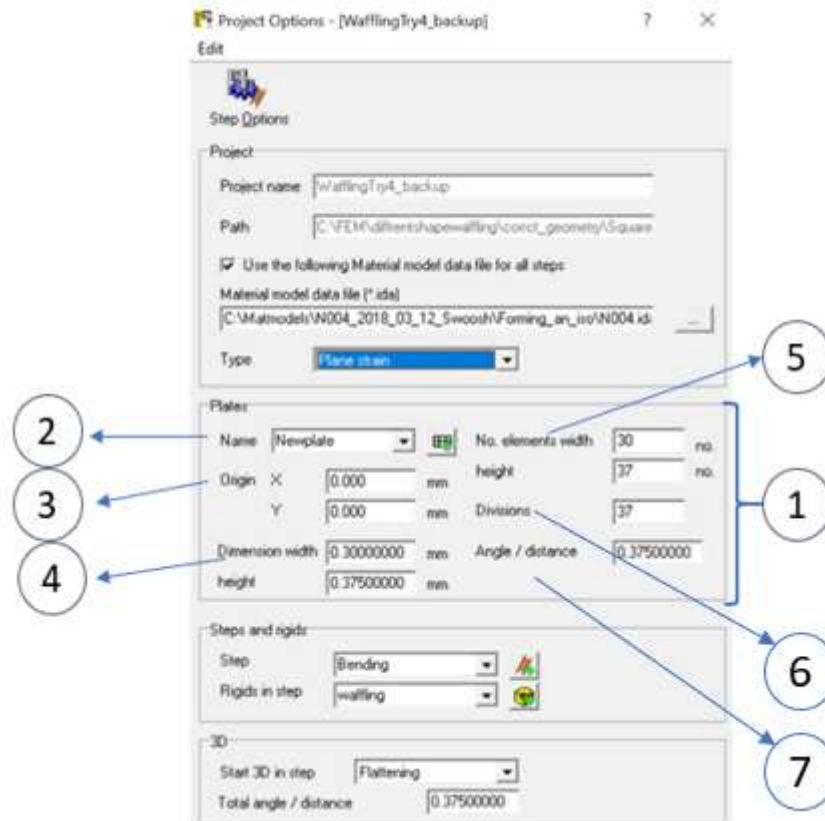 Project Options - [WafflingTry4_backup] ? ×
Edit
Step Options
Project
Project name WafflingTry4_backup
Path C:\FEM\difrentshapewaffling\corect_geometry\Square
Use the following Material model data file for all steps
Material model data file (*.ida)
C:\Matmodels\N004_2018_03_12_Swoosh\Forming_an_iso\N004.ida ...
Type Plane strain
5
Plates
2
Name Newplate No. elements width 30 no.
height 37 no.
Origin X 0.000 mm
3
1
Y 0.000 mm Divisions 37
Dimension width 0.30000000 mm Angle / distance 0.37500000
4
height 0.37500000 mm
Steps and rigids
Step Bending
6
Rigids in step waffling
3D
7
Start 3D in step Flattening
Total angle / distance 0.37500000